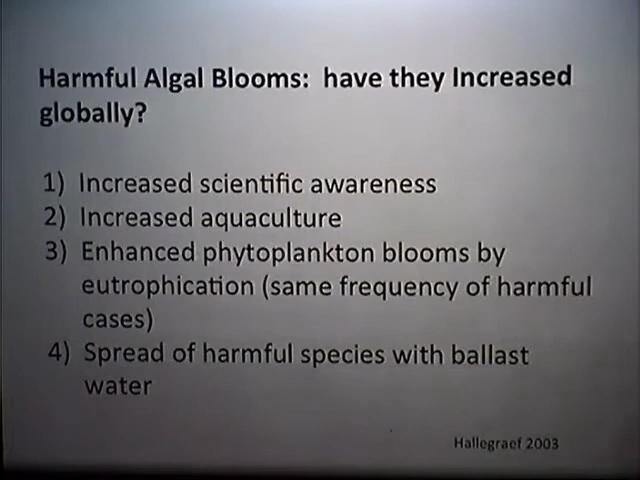 Harmful Algal Blooms: have they Increased
globally?
1) Increased scientific awareness
2) Increased aquaculture
3) Enhanced phytoplankton blooms by
eutrophication (same frequency of harmful
cases)
4) Spread of harmful species with ballast
water
Hallegraef 2003